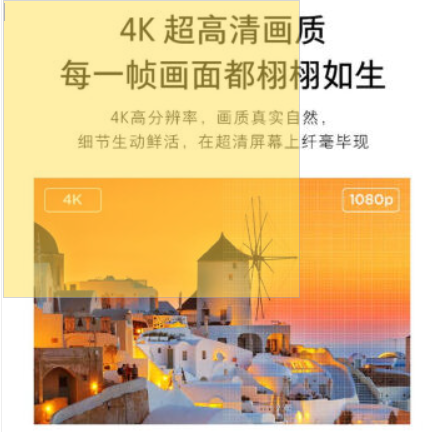 4K 超高清画质
每一帧画面都栩栩如生
4K高分辨率，画质真实自然，
细节生动鲜活，在超清屏幕上纤毫毕现
4K
1080p